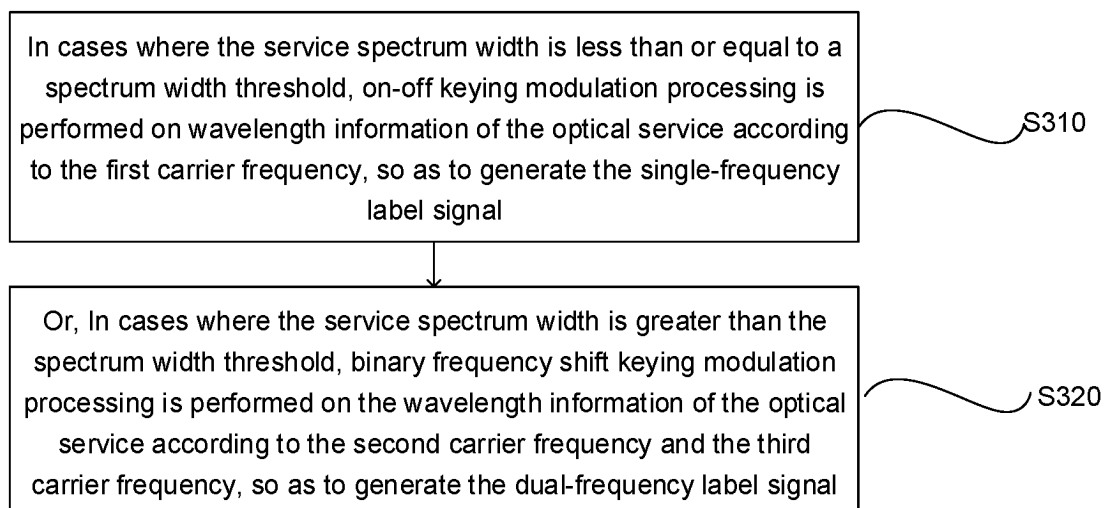 In cases where the service spectrum width is less than or equal to a
spectrum width threshold, on-off keying modulation processing is
performed on wavelength information of the optical service according
to the first carrier frequency, so as to generate the single-frequency
label signal
S310
Or, In cases where the service spectrum width is greater than the
spectrum width threshold, binary frequency shift keying modulation
processing is performed on the wavelength information of the optical
service according to the second carrier frequency and the third
carrier frequency, so as to generate the dual-frequency label signal
S320